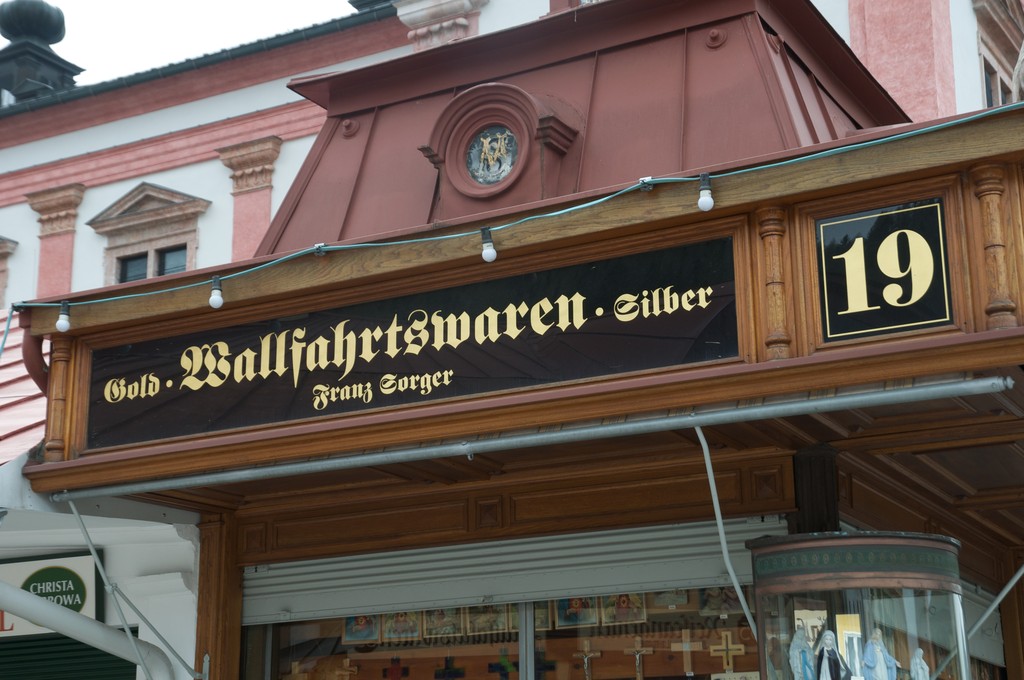 Gold · Wallfahrtswaren · Silber
Franz Sorger
19
CHRISTA